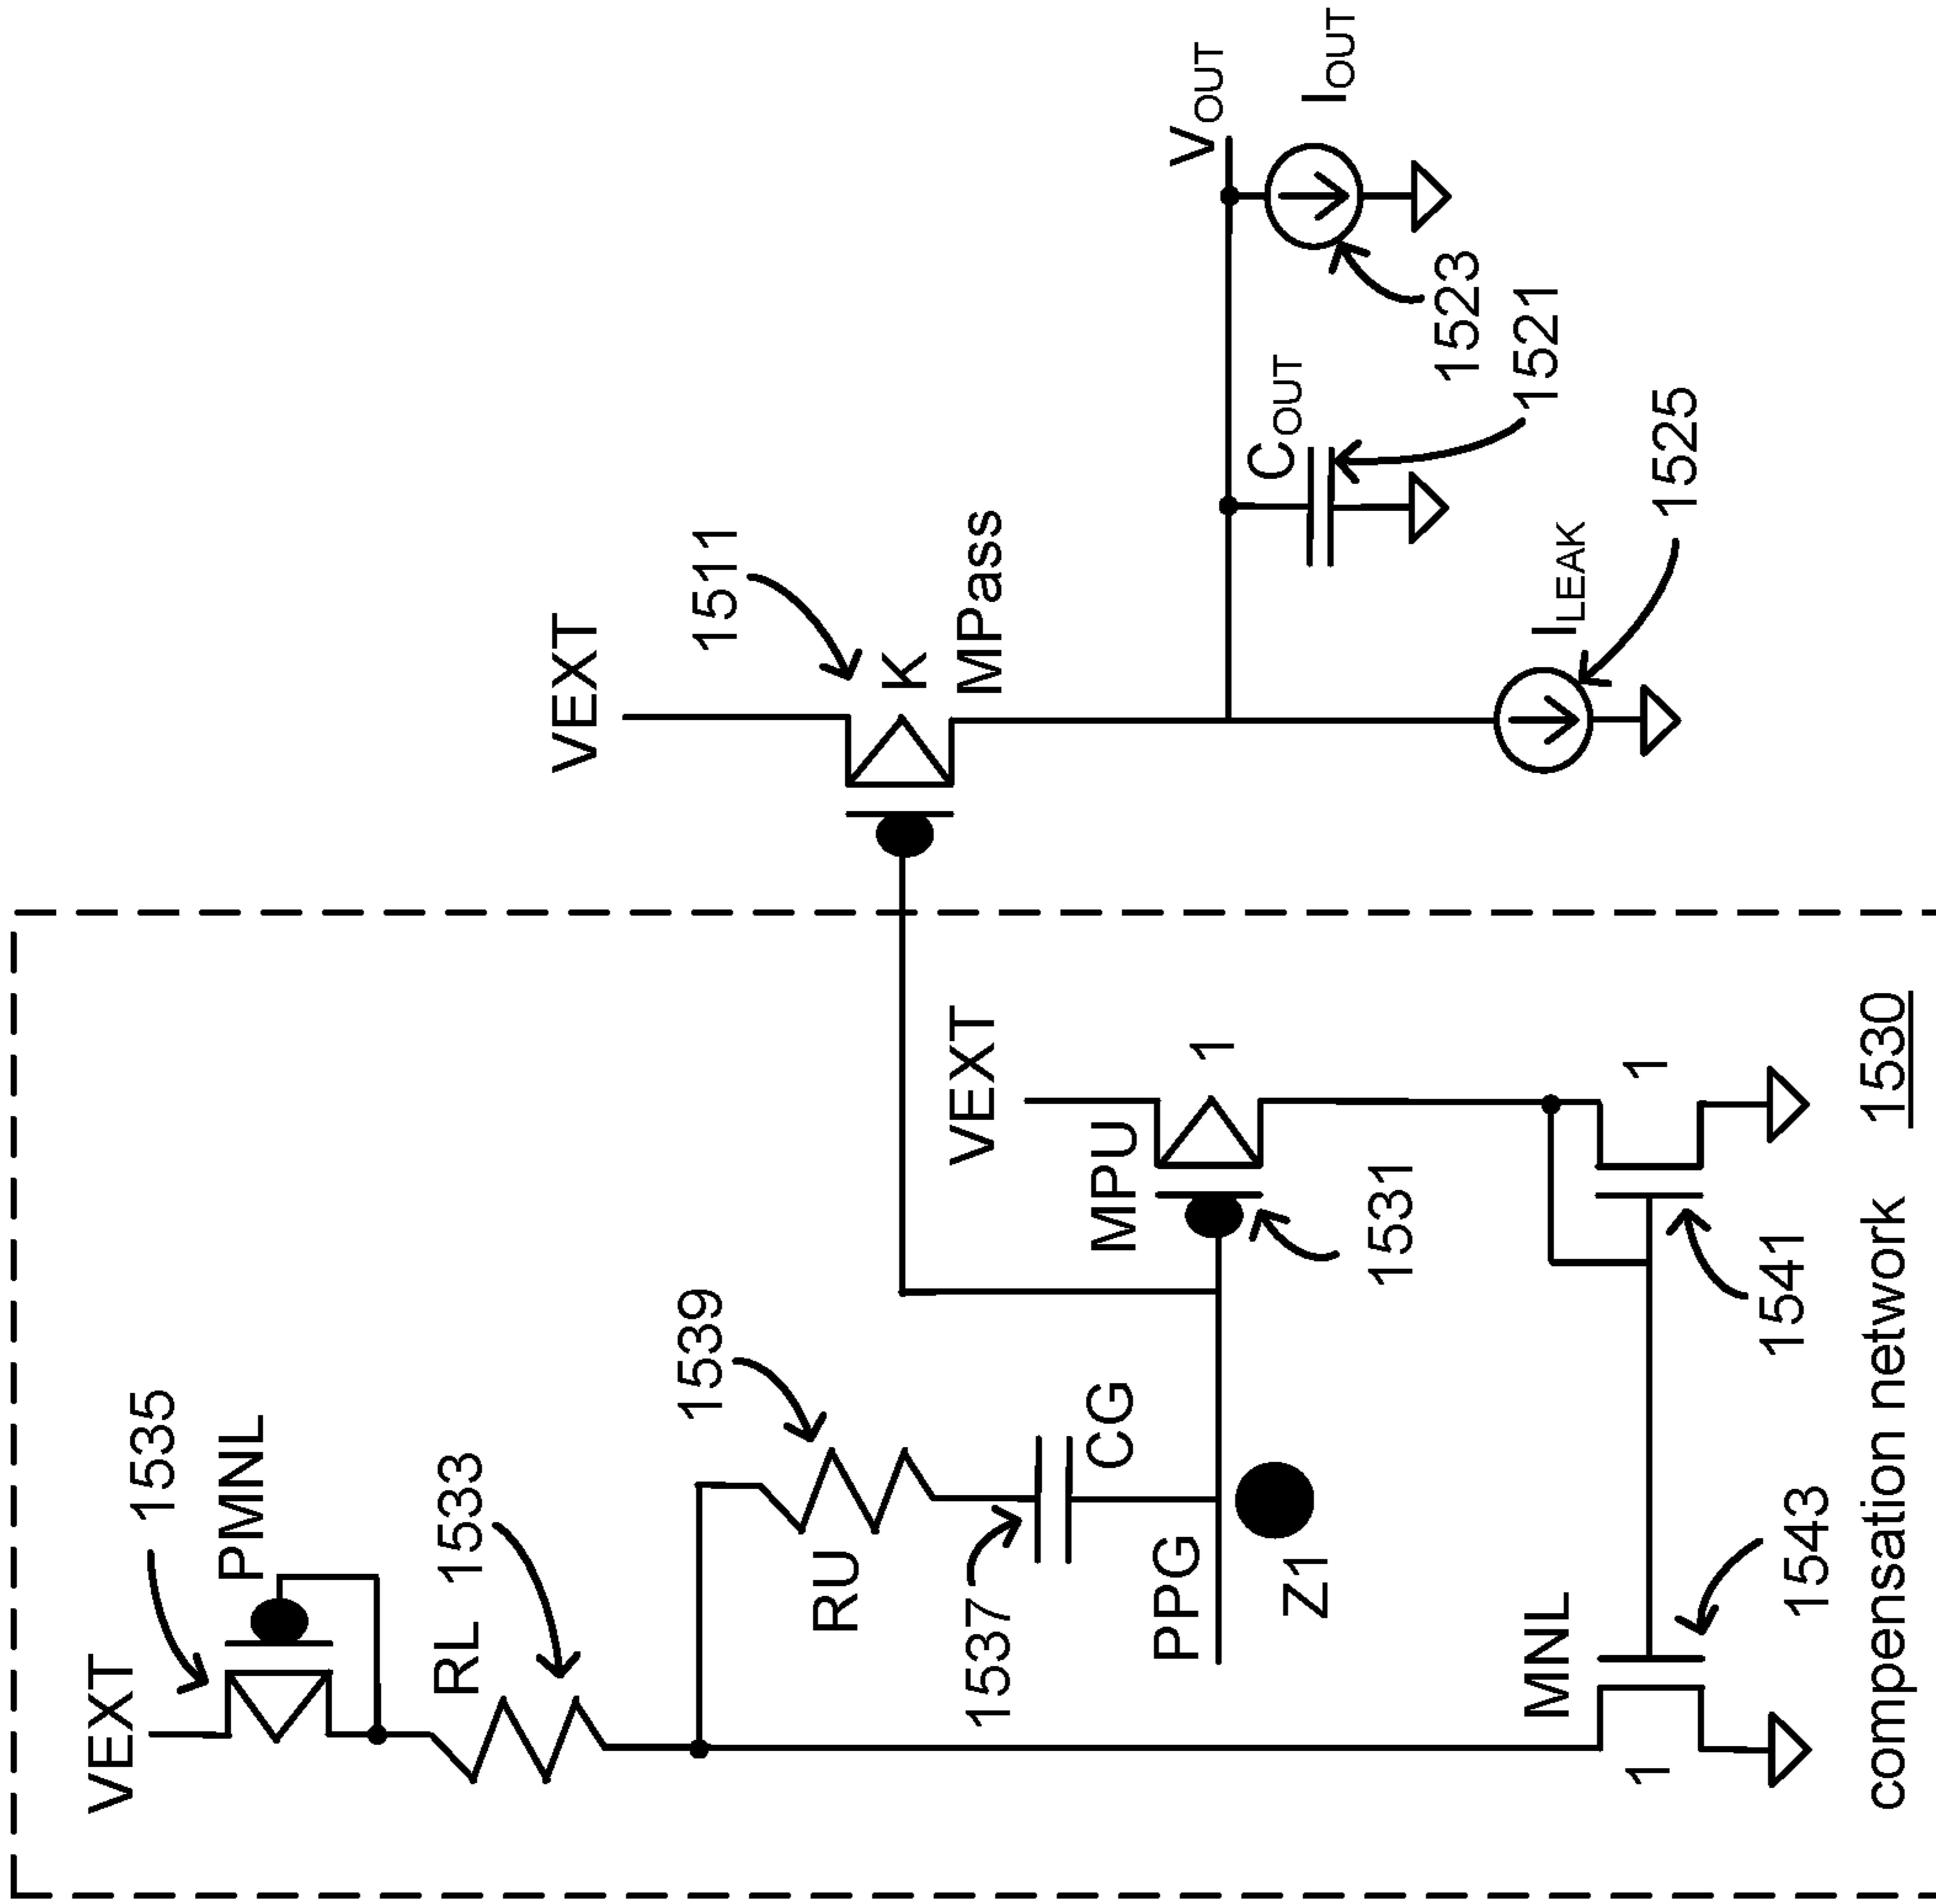 VEXT
1535
PMNL
RL
1533
1539
RU
1537
CG
PPG
Z1
VEXT
MPU
1
1531
MNL
1
1543
1
1541
compensation network 1530
VEXT
1511
K
MPass
VOUT
IOUT
COUT
1523
1521
ILEAK
1525